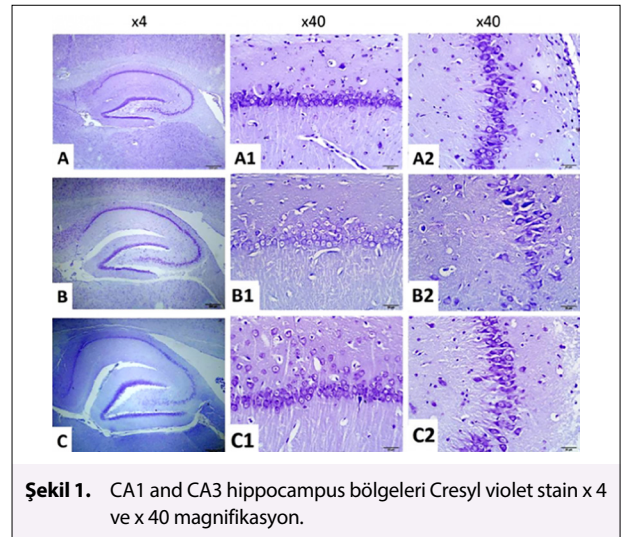 x4 x40 x40
A A1 A2
B B1 B2
C C1 C2
Şekil 1. CA1 and CA3 hippocampus bölgeleri Cresyl violet stain x 4
ve x 40 magnifikasyon.